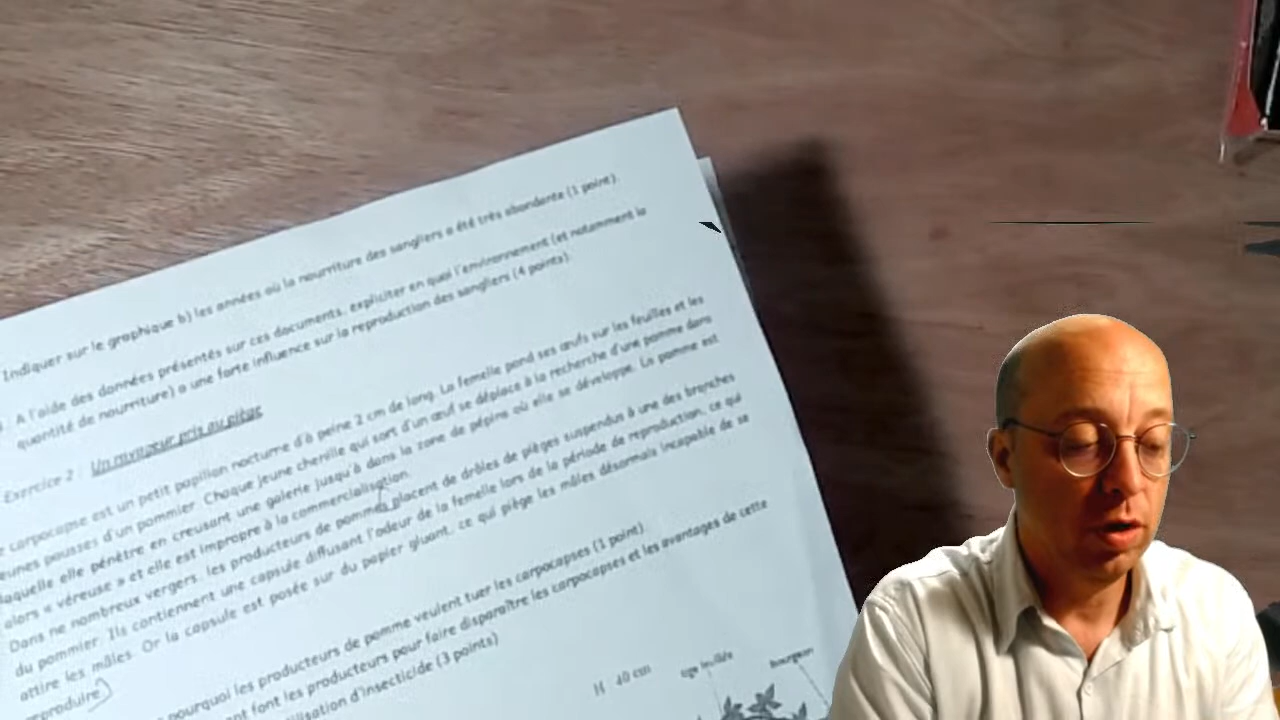 Indiquer sur le graphique b) les années où la nourriture des sangliers a été très abondante (1 point).
A l'aide des données présentés sur ces documents, expliciter en quoi l'environnement (et notamment la
quantité de nourriture) a une forte influence sur la reproduction des sangliers (4 points).
Exercice 2 : Un ravageur pris au piège
carpocapse est un petit papillon nocturne d'à peine 2 cm de long. La femelle pond ses œufs sur les feuilles et les
jeunes pousses d'un pommier. Chaque jeune chenille qui sort d'un œuf se déplace à la recherche d'une pomme dans
laquelle elle pénètre en creusant une galerie jusqu'à dans la zone de pépins où elle se développe. La pomme est
alors « véreuse » et elle est impropre à la commercialisation.
Dans ne nombreux vergers, les producteurs de pommes placent de drôles de pièges suspendus à une des branches
du pommier. Ils contiennent une capsule diffusant l'odeur de la femelle lors de la période de reproduction, ce qui
attire les mâles. Or la capsule est posée sur du papier gluant, ce qui piège les mâles désormais incapable de se
reproduire
pourquoi les producteurs de pomme veulent tuer les carpocapses (1 point)
font les producteurs pour faire disparaître les carpocapses et les avantages de cette
d'insecticide (3 points)
H 40 cm
tige feuillée
bourgeon